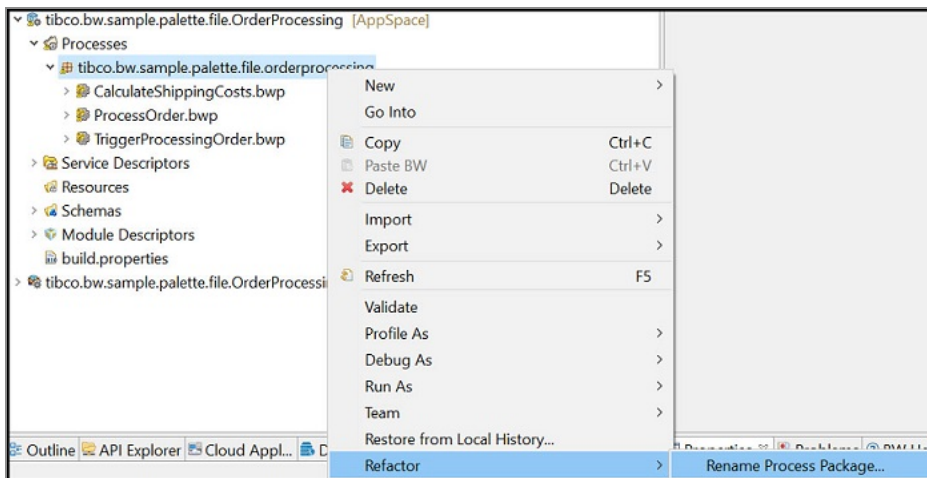 tibco.bw.sample.palette.file.OrderProcessing [AppSpace]
Processes
tibco.bw.sample.palette.file.orderprocessing
CalculateShippingCosts.bwp
ProcessOrder.bwp
TriggerProcessingOrder.bwp
Service Descriptors
Resources
Schemas
Module Descriptors
build.properties
tibco.bw.sample.palette.file.OrderProcessi
New
Go Into
Copy Ctrl+C
Paste BW Ctrl+V
Delete Delete
Import
Export
Refresh F5
Validate
Profile As
Debug As
Run As
Team
Restore from Local History...
Refactor
Rename Process Package...
Outline API Explorer Cloud Appl... D
Properties Problems